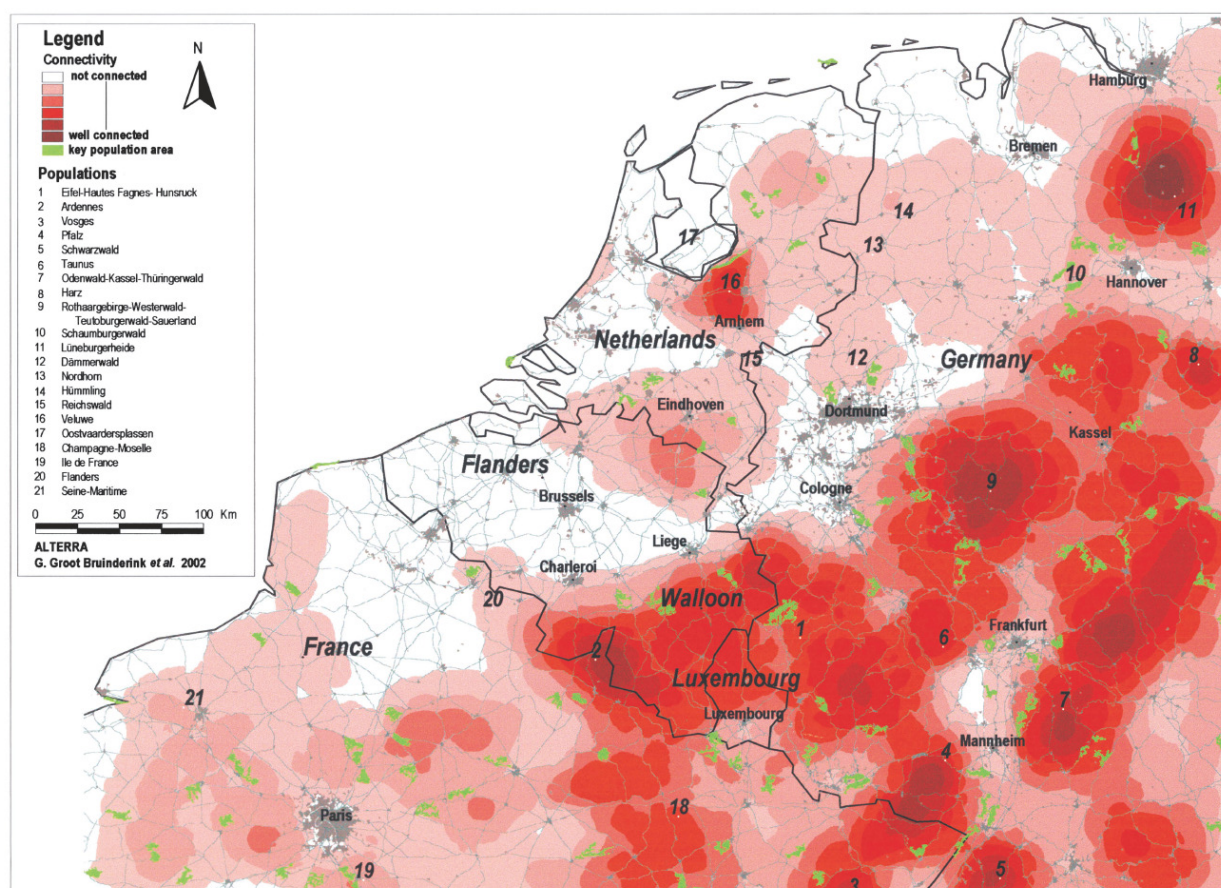 Legend
Connectivity
not connected
well connected
key population area
N
Populations
1 Eifel-Hautes Fagnes- Hunsruck
2 Ardennes
3 Vosges
4 Pfalz
5 Schwarzwald
6 Taunus
7 Odenwald-Kassel-Thüringerwald
8 Harz
9 Rothaargebirge-Westerwald-
Teutoburgerwald-Sauerland
10 Schaumburgerwald
11 Lüneburgerheide
12 Dämmerwald
13 Nordhorn
14 Hümmling
15 Reichswald
16 Veluwe
17 Oostvaardersplassen
18 Champagne-Moselle
19 Ile de France
20 Flanders
21 Seine-Maritime
0 25 50 75 100 Km
ALTERRA
G. Groot Bruinderink et al. 2002
Hamburg
Bremen
11
14
17
13
10
Hannover
16
Arnhem
Netherlands
15
12
Germany
8
Eindhoven
Dortmund
Kassel
Flanders
Brussels
Cologne
9
Liege
Charleroi
20
Walloon
1
France
2
6
Frankfurt
Luxembourg
21
Luxembourg
7
Mannheim
4
18
Paris
19
3
5